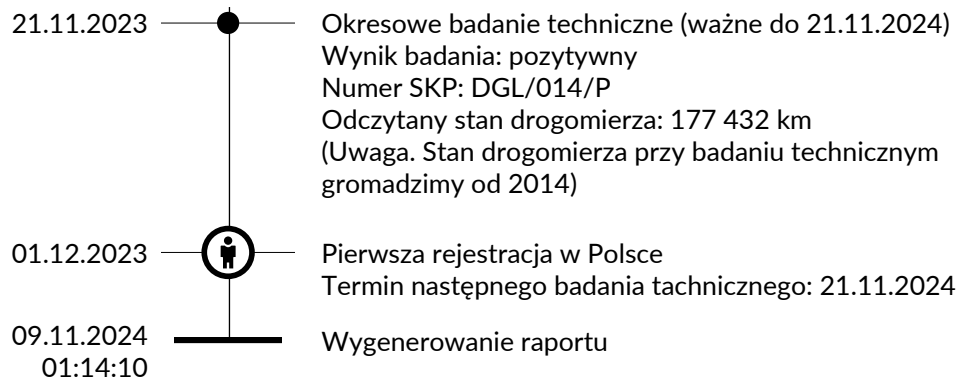 21.11.2023
Okresowe badanie techniczne (ważne do 21.11.2024)
Wynik badania: pozytywny
Numer SKP: DGL/014/P
Odczytany stan drogomierza: 177 432 km
(Uwaga. Stan drogomierza przy badaniu technicznym
gromadzimy od 2014)
01.12.2023
Pierwsza rejestracja w Polsce
Termin następnego badania tachnicznego: 21.11.2024
09.11.2024
01:14:10
Wygenerowanie raportu